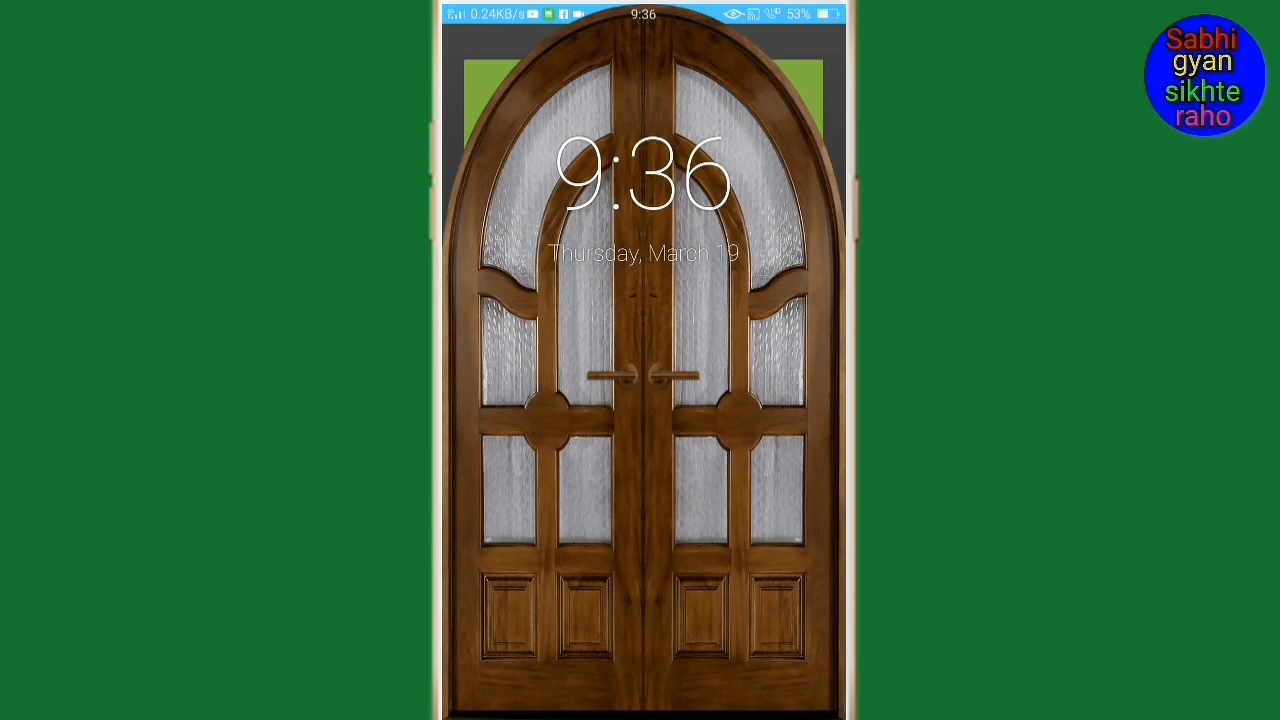 0.24KB/s 9:36 53%
Sabhi
gyan
sikhte
raho
9:36
Thursday, March 19